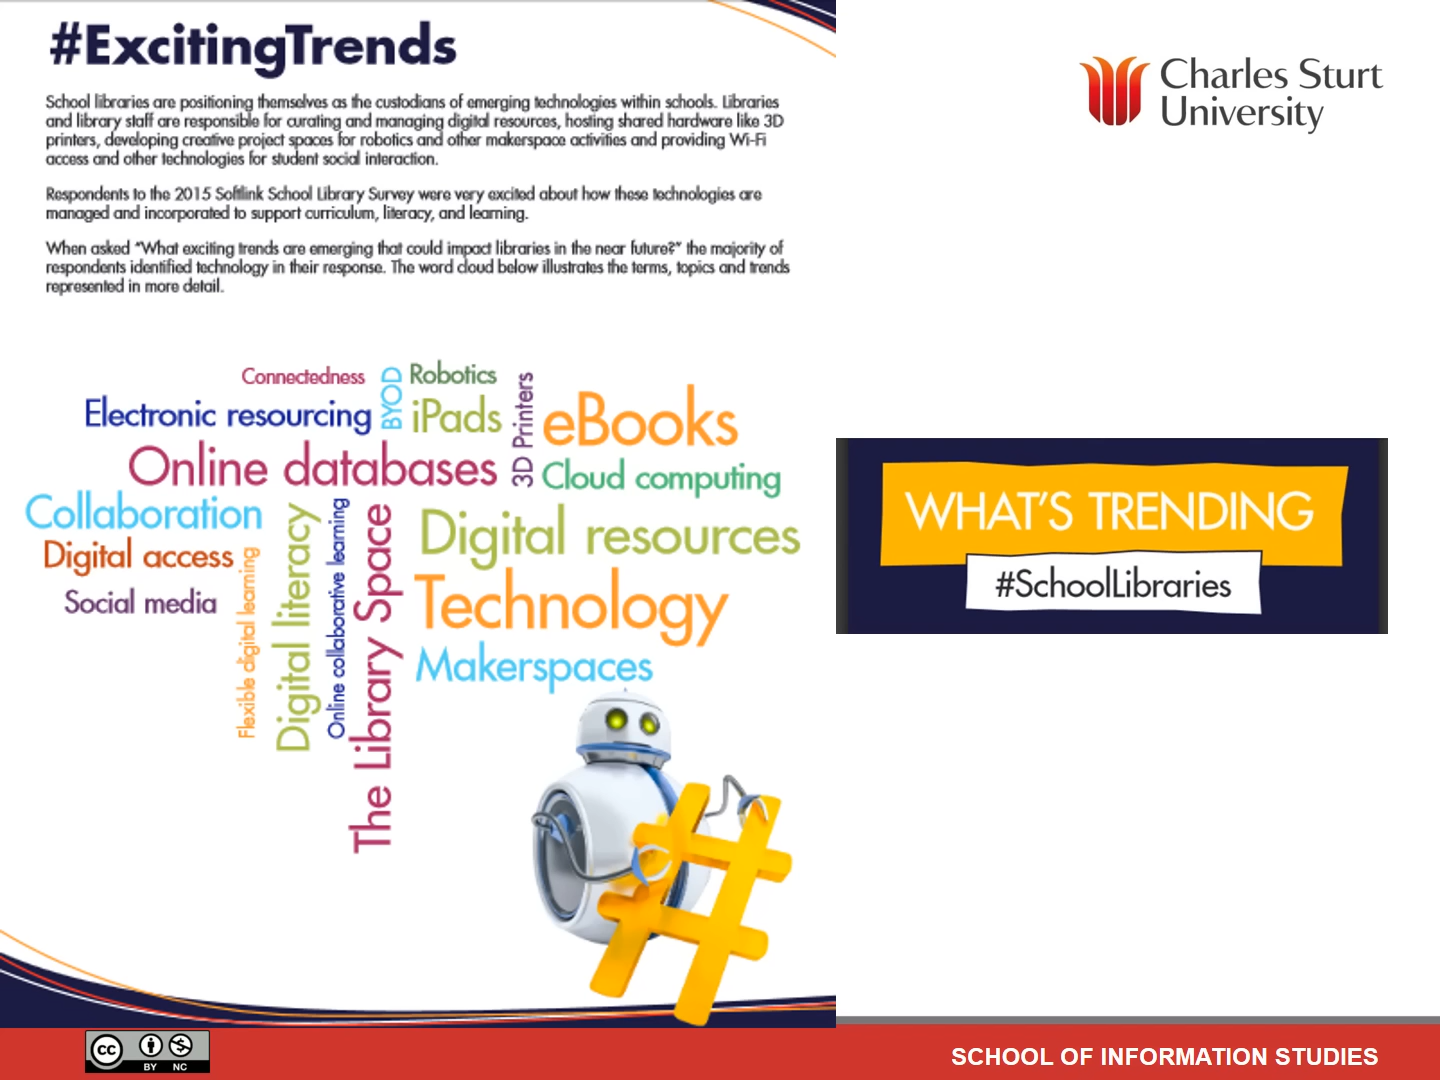 #ExcitingTrends
School libraries are positioning themselves as the custodians of emerging technologies within schools. Libraries
and library staff are responsible for curating and managing digital resources, hosting shared hardware like 3D
printers, developing creative project spaces for robotics and other makerspace activities and providing Wi-Fi
access and other technologies for student social interaction.
Respondents to the 2015 Softlink School Library Survey were very excited about how these technologies are
managed and incorporated to support curriculum, literacy, and learning.
When asked "What exciting trends are emerging that could impact libraries in the near future?" the majority of
respondents identified technology in their response. The word cloud below illustrates the terms, topics and trends
represented in more detail.
Connectedness
BYOD
Robotics
Electronic resourcing
iPads
3D Printers
eBooks
Online databases
Cloud computing
Collaboration
Digital access
Social media
Flexible digital learning
Digital literacy
Online collaborative learning
The Library Space
Digital resources
Technology
Makerspaces
Charles Sturt
University
WHAT'S TRENDING
#SchoolLibraries
cc
BY NC
SCHOOL OF INFORMATION STUDIES